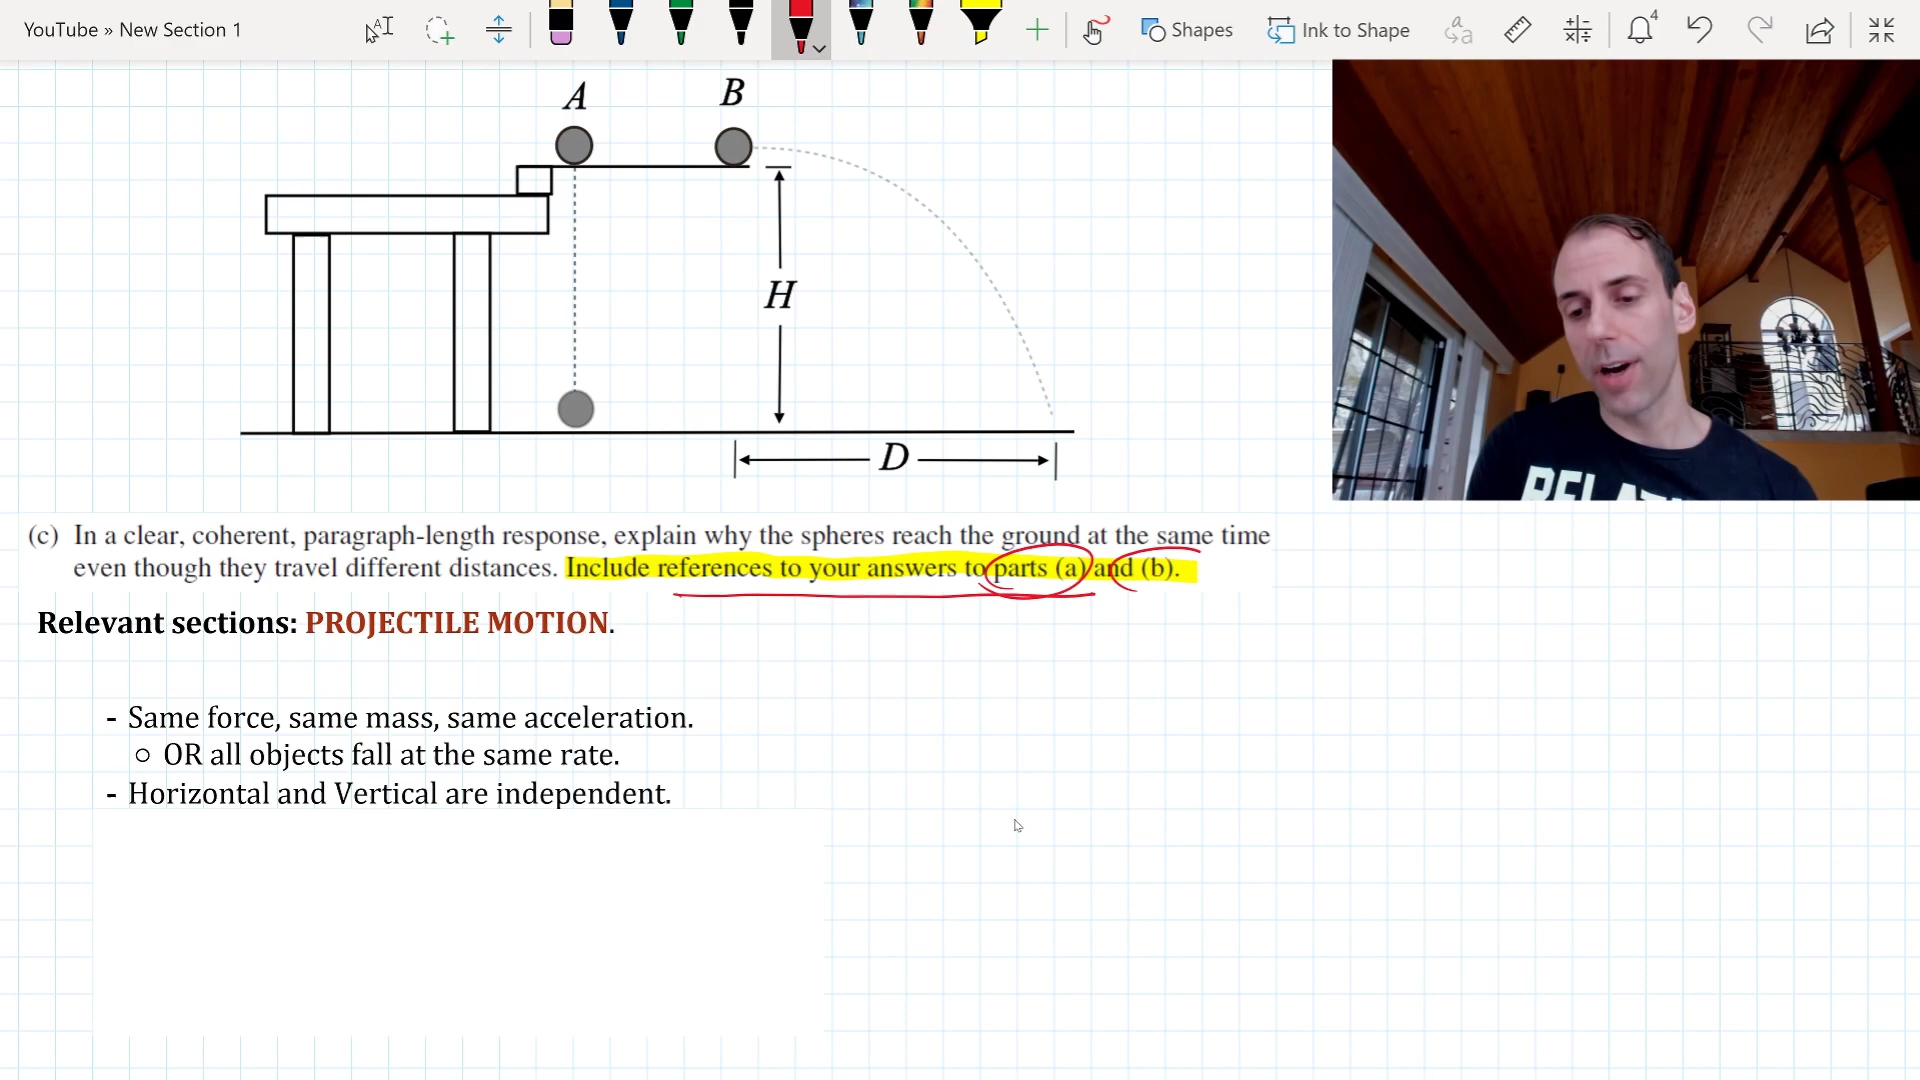 YouTube » New Section 1
Shapes
Ink to Shape
4
A B
H
D
(c) In a clear, coherent, paragraph-length response, explain why the spheres reach the ground at the same time
even though they travel different distances. Include references to your answers to parts (a) and (b).
Relevant sections: PROJECTILE MOTION.
- Same force, same mass, same acceleration.
○ OR all objects fall at the same rate.
- Horizontal and Vertical are independent.